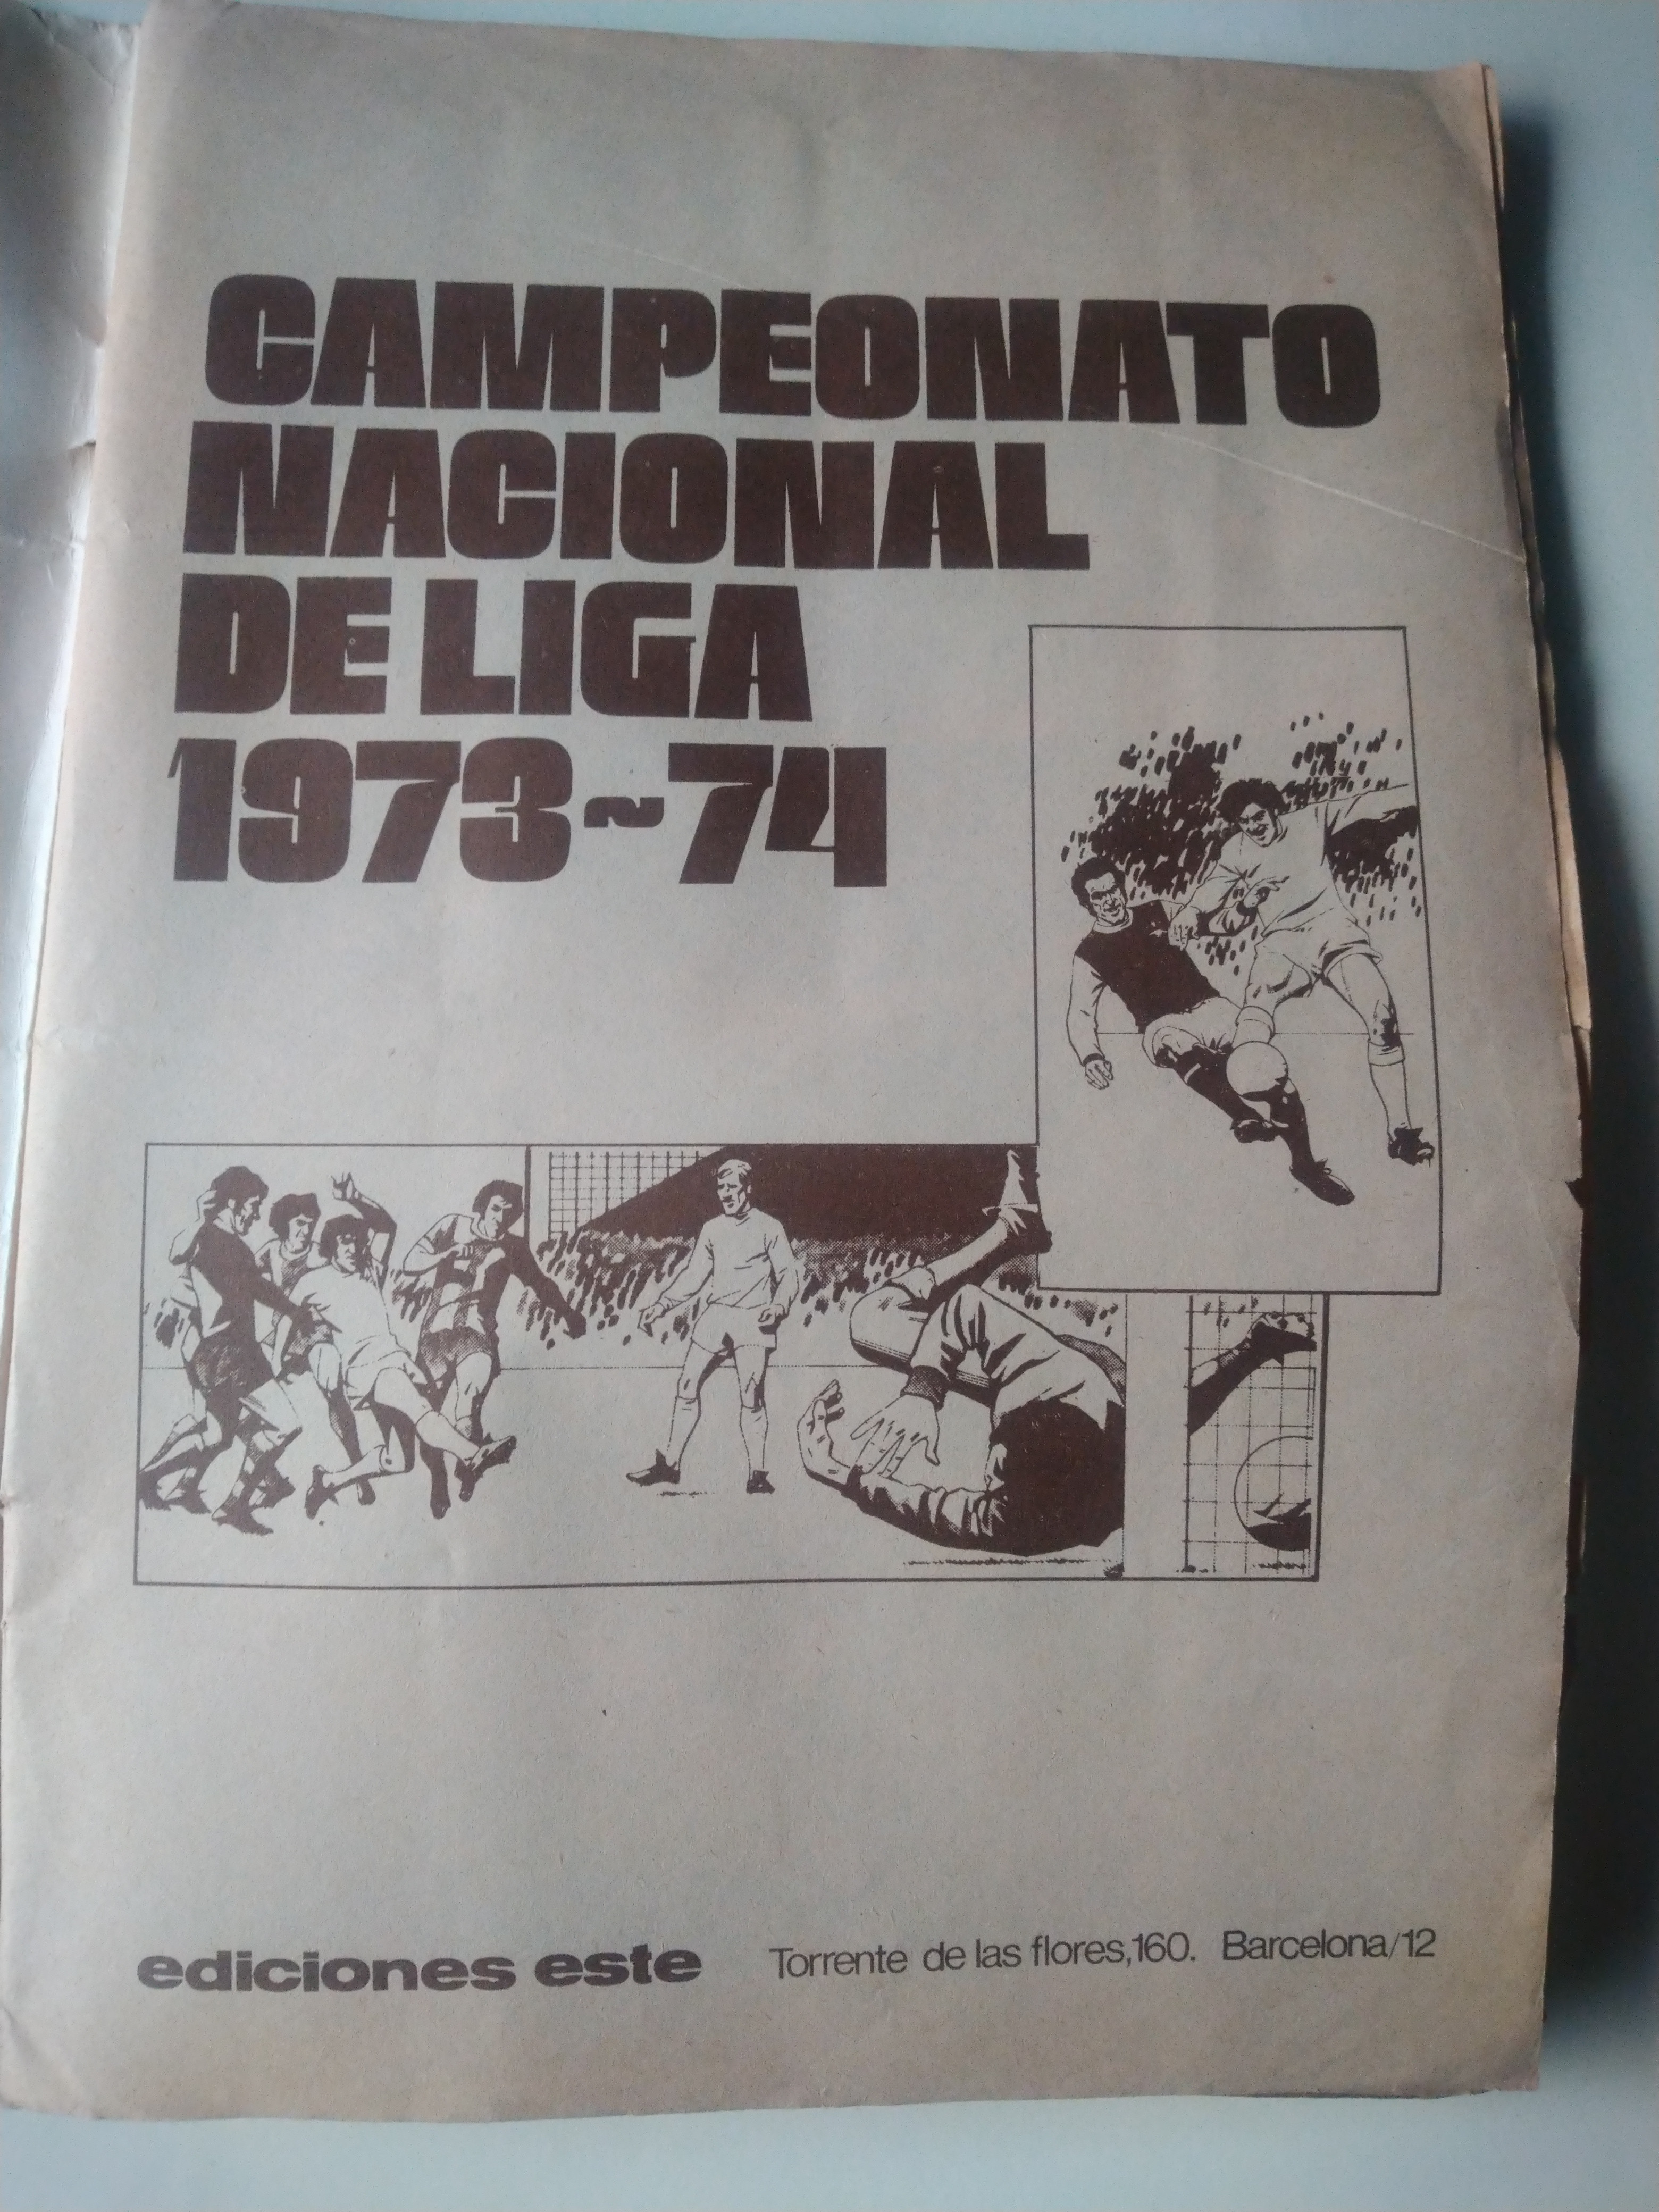 CAMPEONATO
NACIONAL
DE LIGA
1973~74
ediciones este Torrente de las flores,160. Barcelona/12